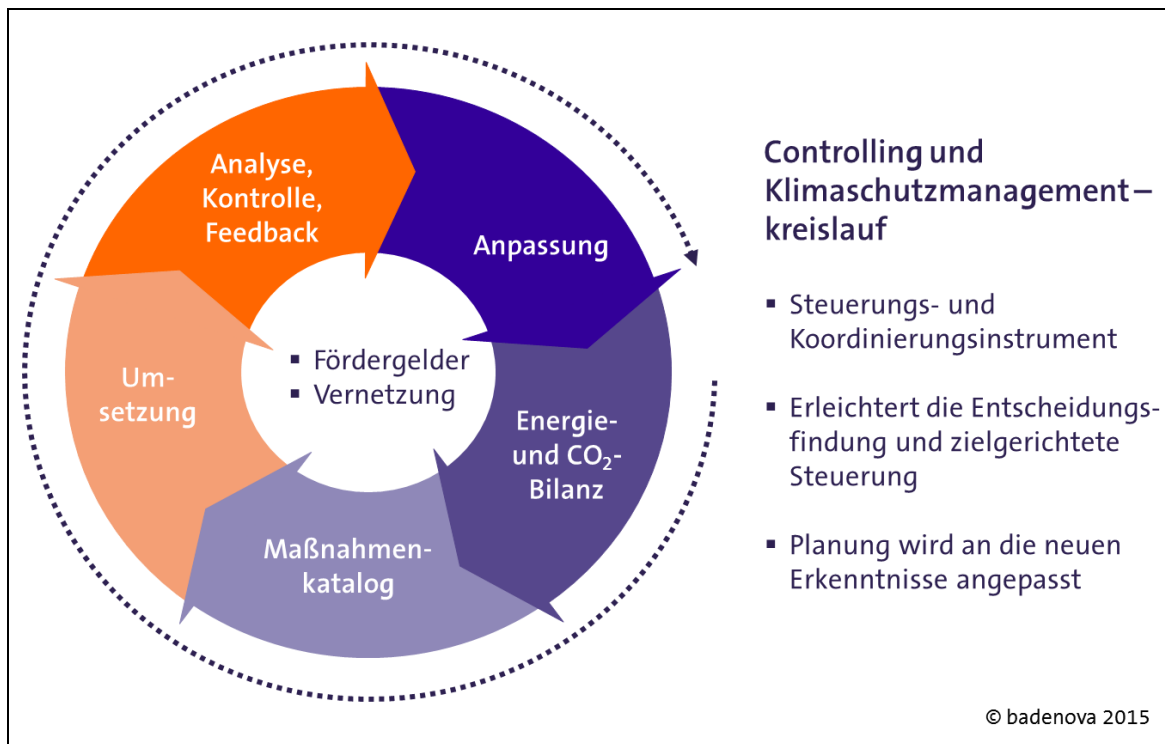 Analyse,
Kontrolle,
Feedback
Anpassung
Energie-
und CO₂-
Bilanz
Maßnahmen-
katalog
Um-
setzung
▪ Fördergelder
▪ Vernetzung
Controlling und
Klimaschutzmanagement–
kreislauf
▪ Steuerungs- und
Koordinierungsinstrument
▪ Erleichtert die Entscheidungs-
findung und zielgerichtete
Steuerung
▪ Planung wird an die neuen
Erkenntnisse angepasst
© badenova 2015